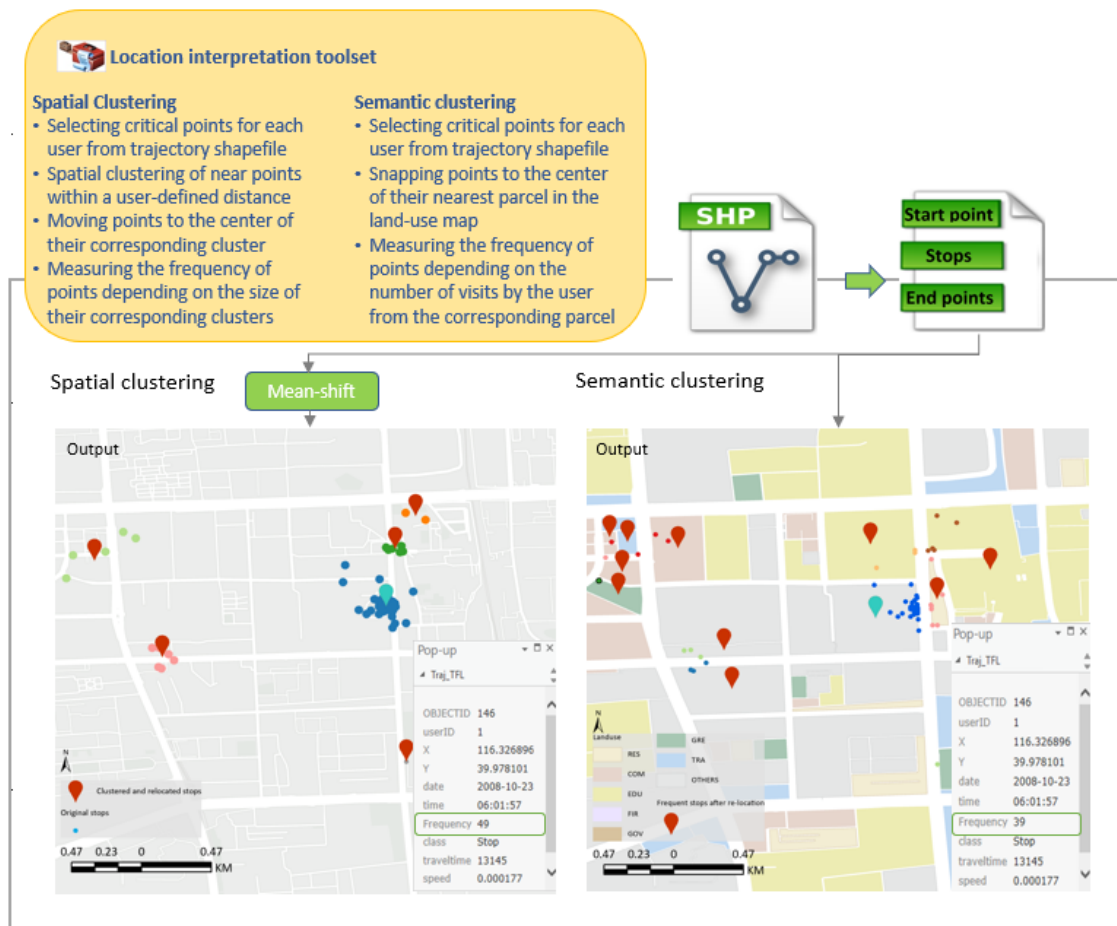 Location interpretation toolset
Spatial Clustering
• Selecting critical points for each
user from trajectory shapefile
• Spatial clustering of near points
within a user-defined distance
• Moving points to the center of
their corresponding cluster
• Measuring the frequency of
points depending on the size of
their corresponding clusters
Semantic clustering
• Selecting critical points for each
user from trajectory shapefile
• Snapping points to the center
of their nearest parcel in the
land-use map
• Measuring the frequency of
points depending on the
number of visits by the user
from the corresponding parcel
SHP
Start point
Stops
End points
Spatial clustering
Mean-shift
Semantic clustering
Output
N
Clustered and relocated stops
Original stops
0.47 0.23 0 0.47
KM
Pop-up
Traj_TFL
OBJECTID 146
userID 1
X 116.326896
Y 39.978101
date 2008-10-23
time 06:01:57
Frequency 49
class Stop
traveltime 13145
speed 0.000177
Output
N
Landuse
RES
COM
EDU
FIR
GOV
GRE
TRA
OTHERS
Frequent stops after re-location
0.47 0.23 0 0.47
KM
Pop-up
Traj_TFL
OBJECTID 146
userID 1
X 116.326896
Y 39.978101
date 2008-10-23
time 06:01:57
Frequency 39
class Stop
traveltime 13145
speed 0.000177